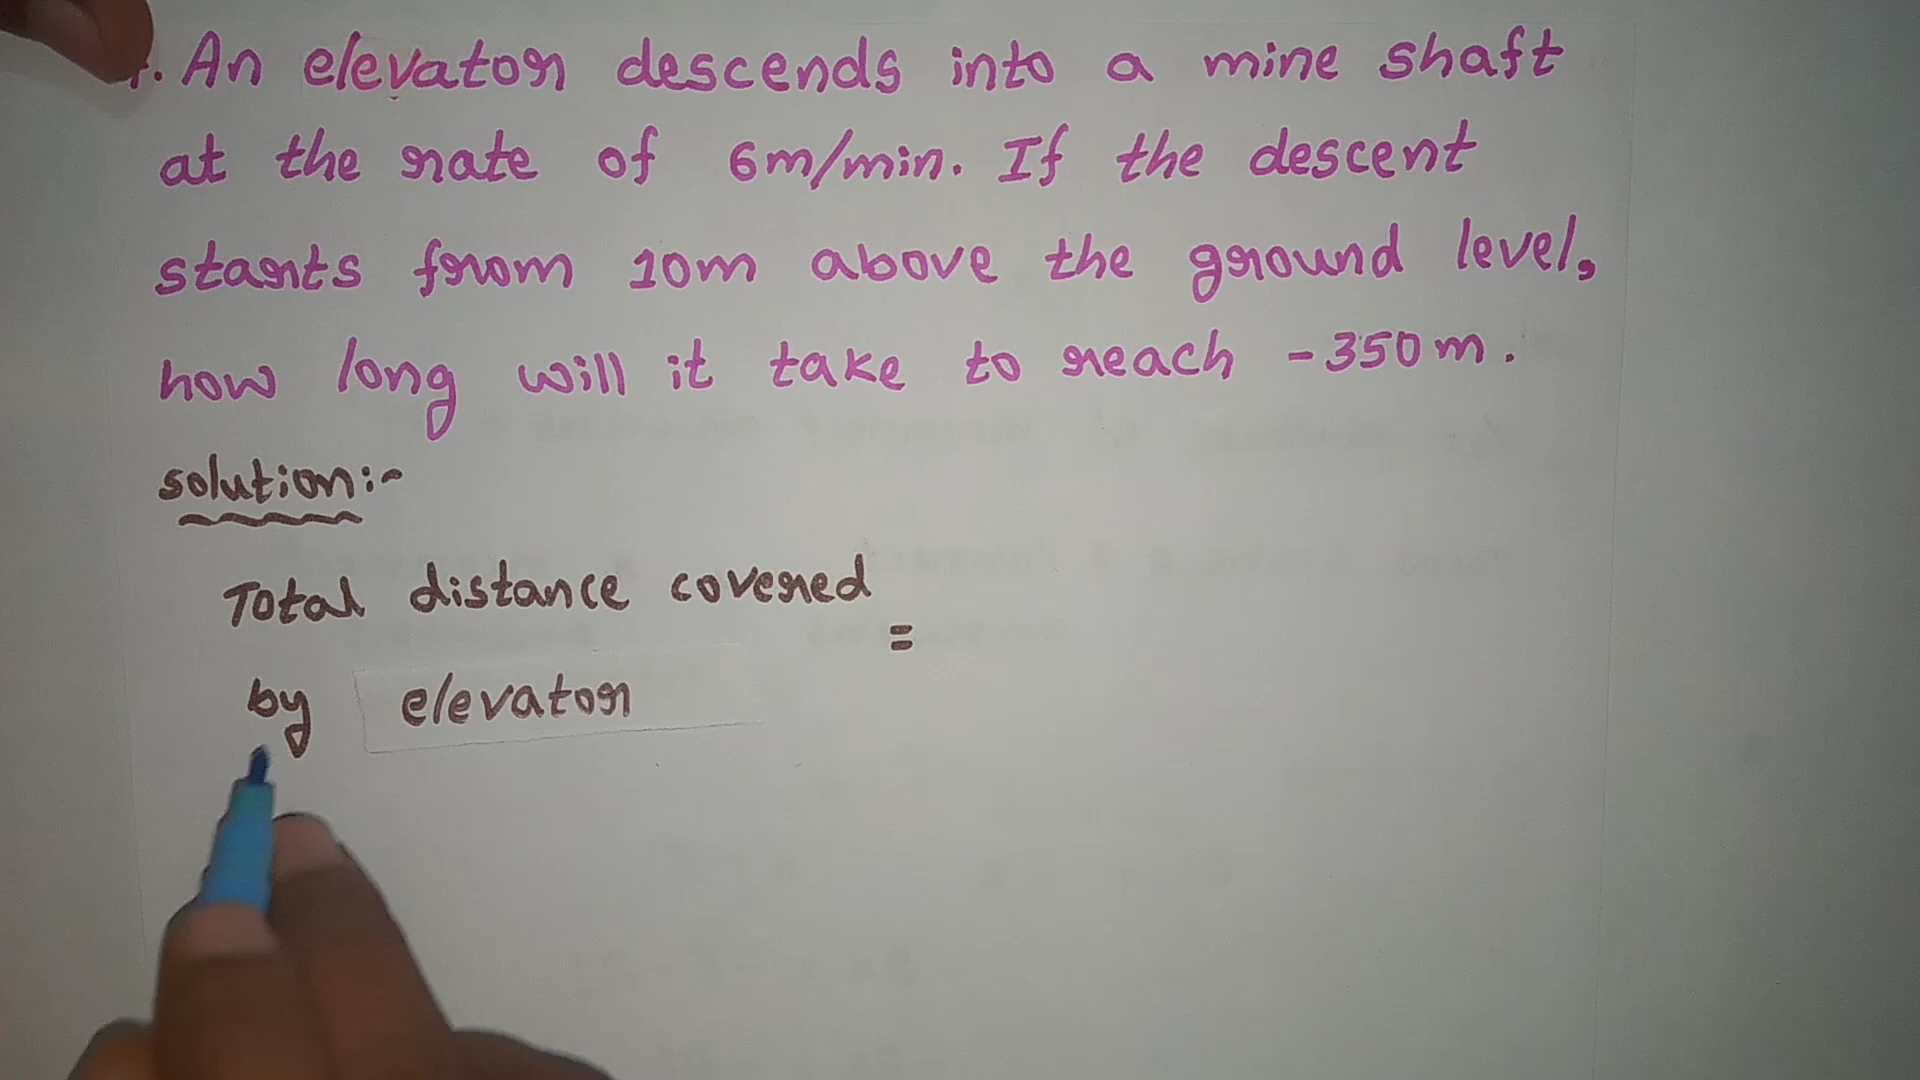 . An elevator descends into a mine shaft
at the rate of 6m/min. If the descent
starts from 10m above the ground level,
how long will it take to reach -350m.
solution:-
Total distance covered
=
by elevator